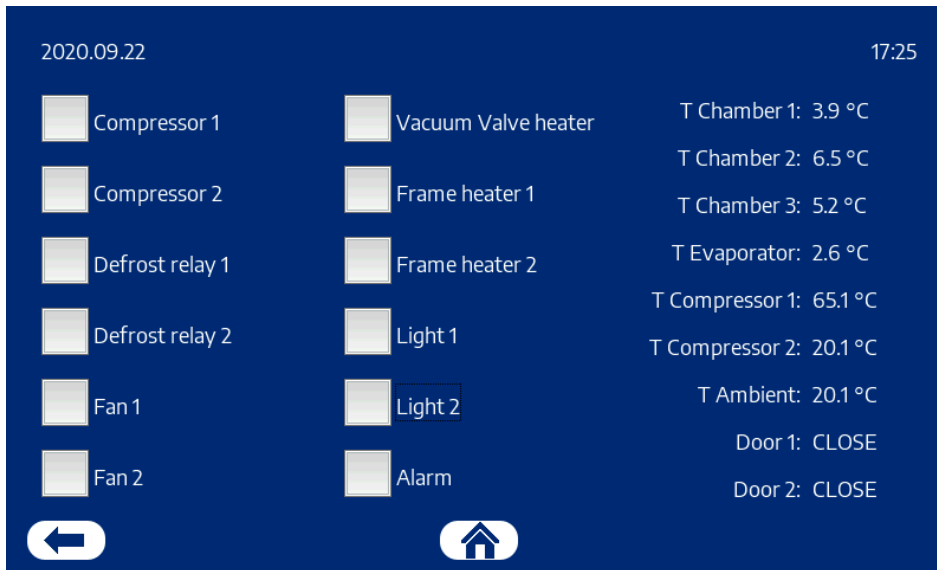 2020.09.22
17:25
Compressor 1
Compressor 2
Defrost relay 1
Defrost relay 2
Fan 1
Fan 2
Vacuum Valve heater
Frame heater 1
Frame heater 2
Light 1
Light 2
Alarm
T Chamber 1: 3.9 °C
T Chamber 2: 6.5 °C
T Chamber 3: 5.2 °C
T Evaporator: 2.6 °C
T Compressor 1: 65.1 °C
T Compressor 2: 20.1 °C
T Ambient: 20.1 °C
Door 1: CLOSE
Door 2: CLOSE